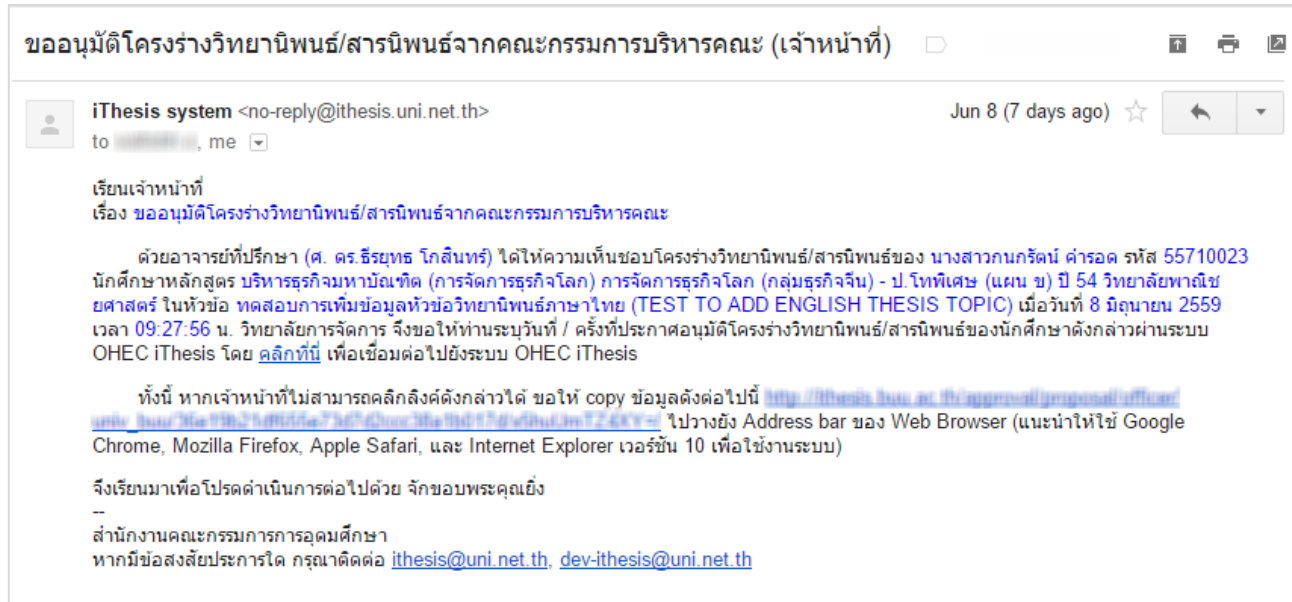 ขออนุมัติโครงร่างวิทยานิพนธ์/สารนิพนธ์จากคณะกรรมการบริหารคณะ (เจ้าหน้าที่)
iThesis system <no-reply@ithesis.uni.net.th>
Jun 8 (7 days ago)
to , me
เรียนเจ้าหน้าที่
เรื่อง ขออนุมัติโครงร่างวิทยานิพนธ์/สารนิพนธ์จากคณะกรรมการบริหารคณะ
ด้วยอาจารย์ที่ปรึกษา (ศ. ดร.ธีรยุทธ โกสินทร์) ได้ให้ความเห็นชอบโครงร่างวิทยานิพนธ์/สารนิพนธ์ของ นางสาวกนกรัตน์ ค่ารอด รหัส 55710023
นักศึกษาหลักสูตร บริหารธุรกิจมหาบัณฑิต (การจัดการธุรกิจโลก) การจัดการธุรกิจโลก (กลุ่มธุรกิจจีน) - ป.โทพิเศษ (แผน ข) ปี 54 วิทยาลัยพาณิช
ยศาสตร์ ในหัวข้อ ทดสอบการเพิ่มข้อมูลหัวข้อวิทยานิพนธ์ภาษาไทย (TEST TO ADD ENGLISH THESIS TOPIC) เมื่อวันที่ 8 มิถุนายน 2559
เวลา 09:27:56 น. วิทยาลัยการจัดการ จึงขอให้ท่านระบุวันที่ / ครั้งที่ประกาศอนุมัติโครงร่างวิทยานิพนธ์/สารนิพนธ์ของนักศึกษาดังกล่าวผ่านระบบ
OHEC iThesis โดย คลิกที่นี่ เพื่อเชื่อมต่อไปยังระบบ OHEC iThesis
ทั้งนี้ หากเจ้าหน้าที่ไม่สามารถคลิกลิงค์ดังกล่าวได้ ขอให้ copy ข้อมูลดังต่อไปนี้
ไปวางยัง Address bar ของ Web Browser (แนะนำให้ใช้ Google
Chrome, Mozilla Firefox, Apple Safari, และ Internet Explorer เวอร์ชัน 10 เพื่อใช้งานระบบ)
จึงเรียนมาเพื่อโปรดดำเนินการต่อไปด้วย จักขอบพระคุณยิ่ง
--
สำนักงานคณะกรรมการการอุดมศึกษา
หากมีข้อสงสัยประการใด กรุณาติดต่อ ithesis@uni.net.th, dev-ithesis@uni.net.th